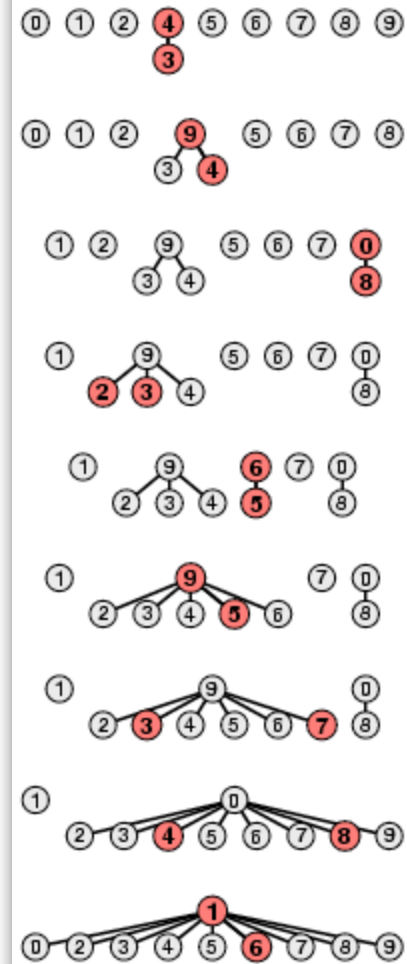 0 1 2 4 5 6 7 8 9
3
0 1 2 9 5 6 7 8
3 4
1 2 9 5 6 7 0
3 4 8
1 9 5 6 7 0
2 3 4 8
1 9 6 7 0
2 3 4 5 8
1 9 7 0
2 3 4 5 6 8
1 9 0
2 3 4 5 6 7 8
1 0
2 3 4 5 6 7 8 9
1
0 2 3 4 5 6 7 8 9